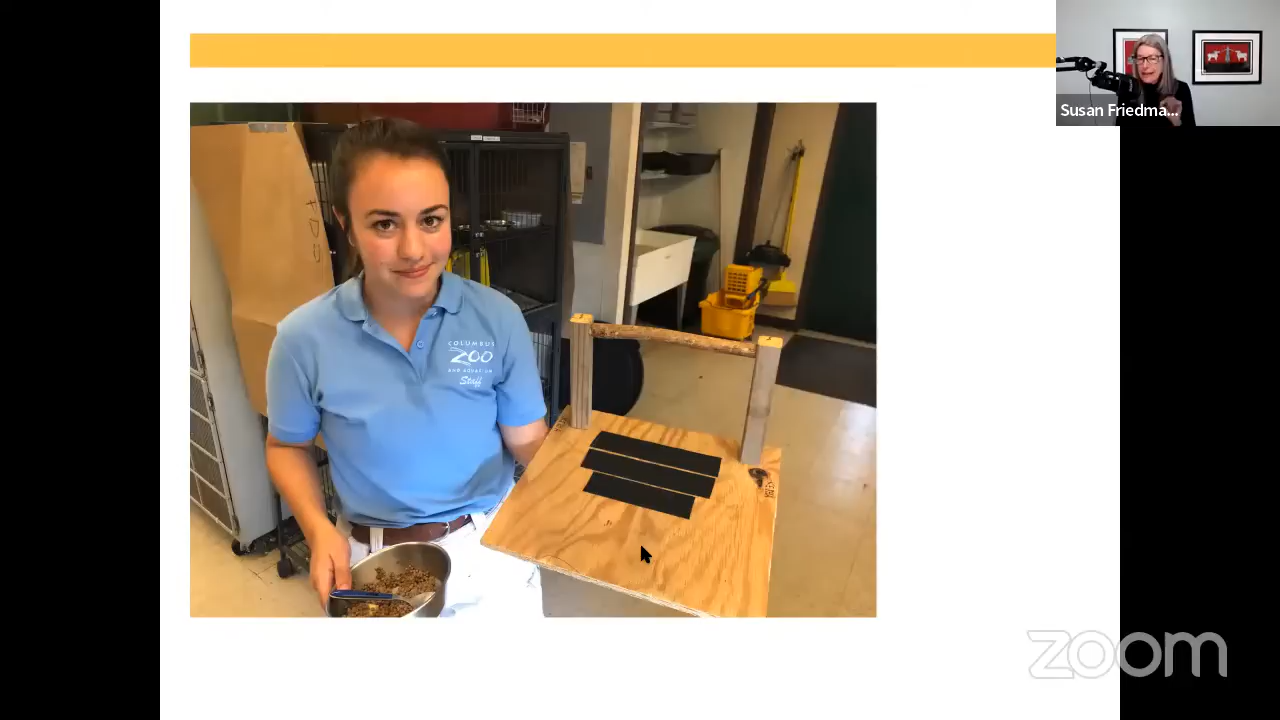 Susan Friedma...
COLUMBUS
ZOO
AND AQUARIUM
Staff
zoom